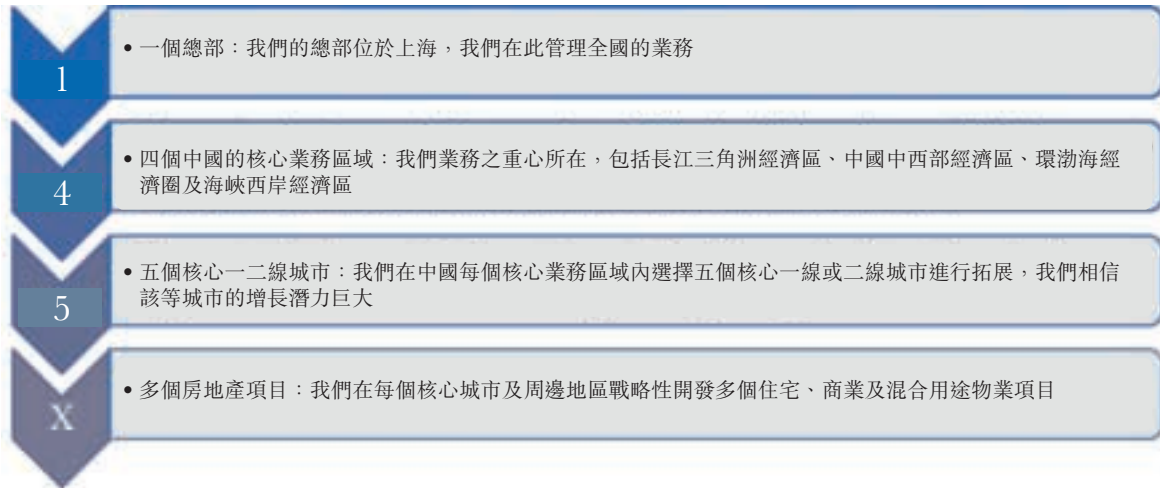 1
• 一個總部：我們的總部位於上海，我們在此管理全國的業務
4
• 四個中國的核心業務區域：我們業務之重心所在，包括長江三角洲經濟區、中國中西部經濟區、環渤海經
濟圈及海峽西岸經濟區
5
• 五個核心一二線城市：我們在中國每個核心業務區域內選擇五個核心一線或二線城市進行拓展，我們相信
該等城市的增長潛力巨大
X
• 多個房地產項目：我們在每個核心城市及周邊地區戰略性開發多個住宅、商業及混合用途物業項目